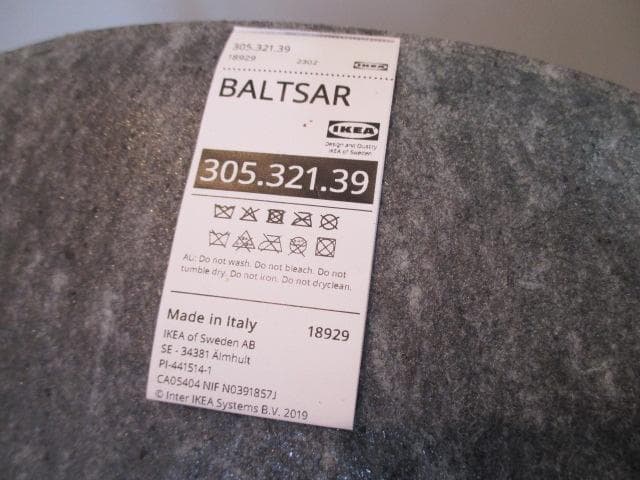 305.321.39
18929 2302 IKEA
BALTSAR
IKEA
Design and Quality
IKEA of Sweden
305.321.39
AU: Do not wash. Do not bleach. Do not
tumble dry. Do not iron. Do not dryclean.
Made in Italy 18929
IKEA of Sweden AB
SE - 34381 Älmhult
PI-441514-1
CA05404 NIF N0391857J
© Inter IKEA Systems B.V. 2019